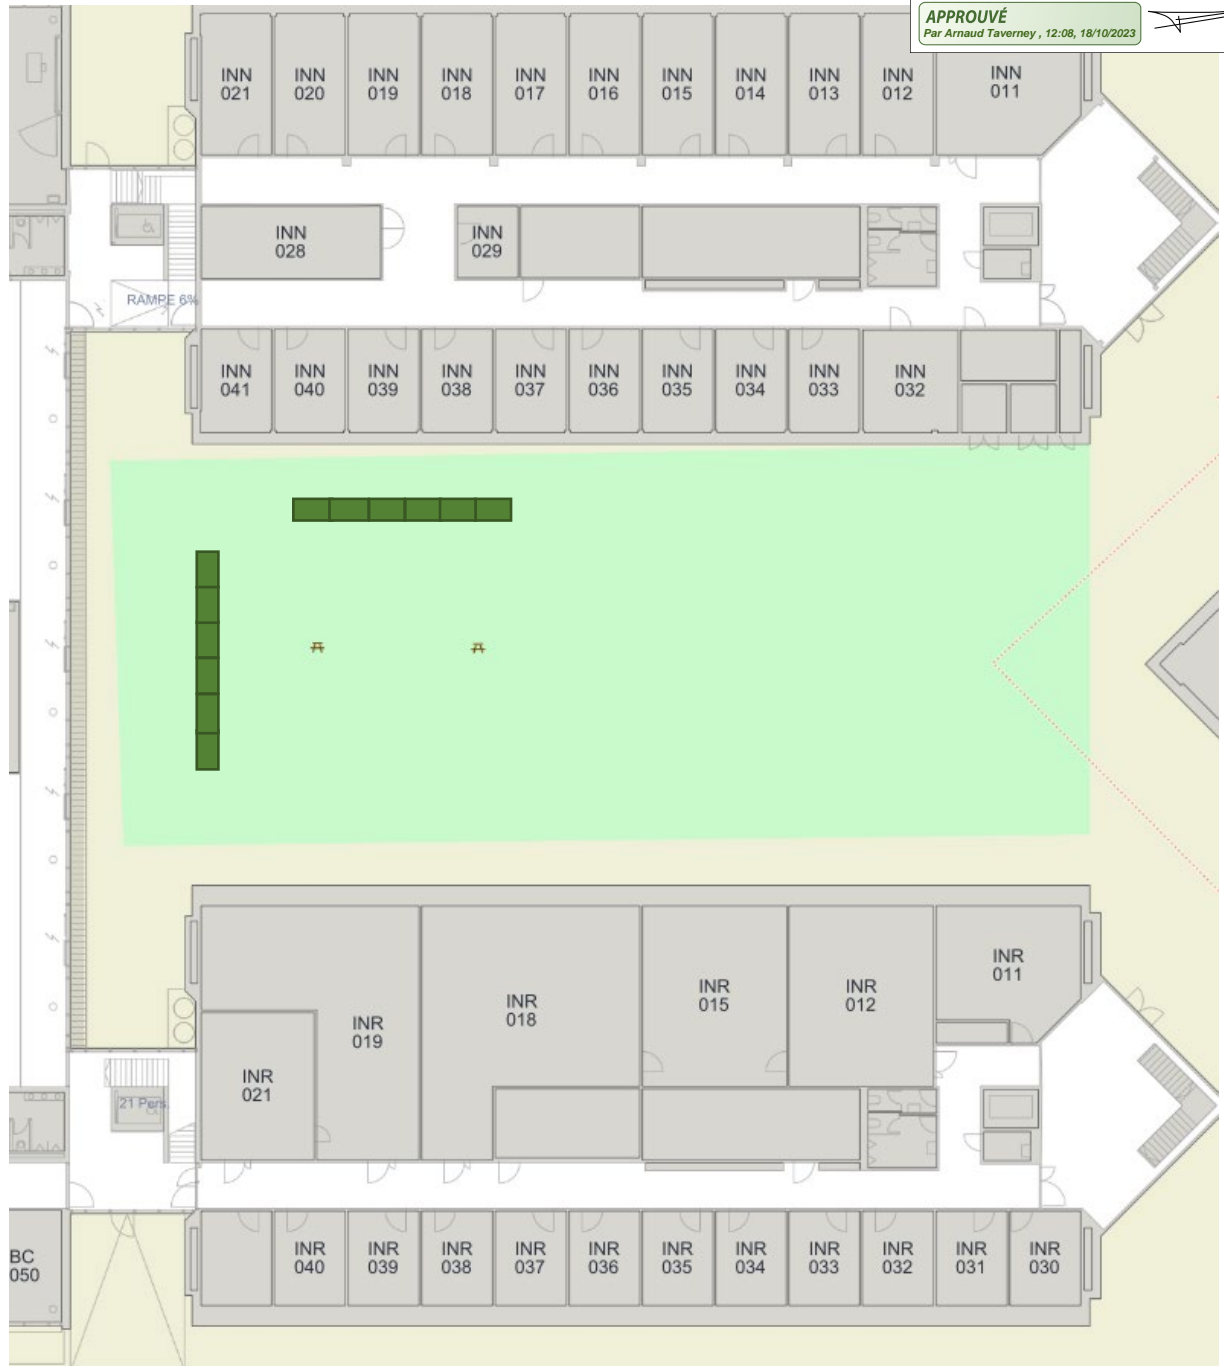 APPROUVÉ
Par Arnaud Taverney , 12:08, 18/10/2023
INN
021
INN
020
INN
019
INN
018
INN
017
INN
016
INN
015
INN
014
INN
013
INN
012
INN
011
INN
028
INN
029
RAMPE 6%
INN
041
INN
040
INN
039
INN
038
INN
037
INN
036
INN
035
INN
034
INN
033
INN
032
INR
011
INR
015
INR
012
INR
018
INR
019
INR
021
21 Pers.
INR
040
INR
039
INR
038
INR
037
INR
036
INR
035
INR
034
INR
033
INR
032
INR
031
INR
030
BC
050